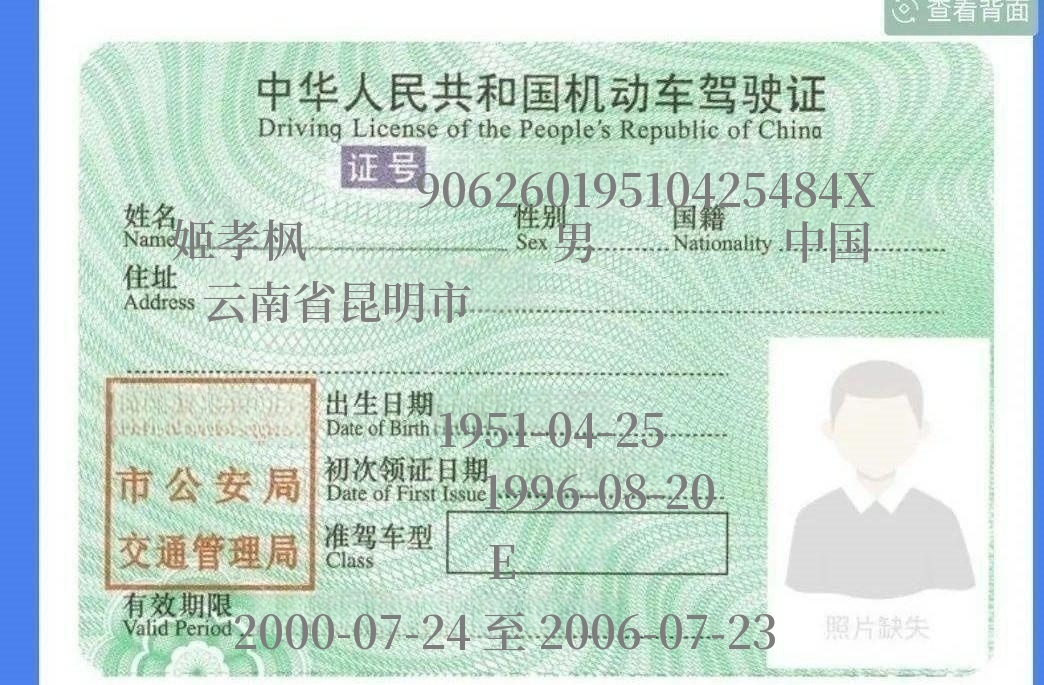 查看背面
中华人民共和国机动车驾驶证
Driving License of the People's Republic of China
证号 90626019510425484X
姓名 姬孝枫 性别 男 国籍 中国
Name Sex Nationality
住址 云南省昆明市
Address
出生日期 1951-04-25
Date of Birth
初次领证日期 1996-08-20
Date of First Issue
市公安局
准驾车型 E
Class
交通管理局
有效期限 2000-07-24 至 2006-07-23
Valid Period
照片缺失